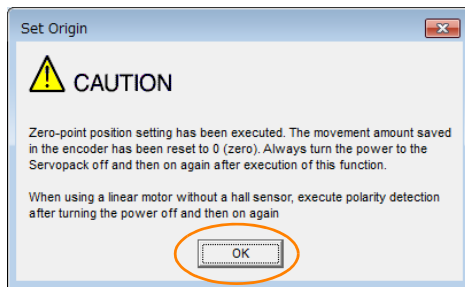 Set Origin
CAUTION
Zero-point position setting has been executed. The movement amount saved
in the encoder has been reset to 0 (zero). Always turn the power to the
Servopack off and then on again after execution of this function.
When using a linear motor without a hall sensor, execute polarity detection
after turning the power off and then on again
OK